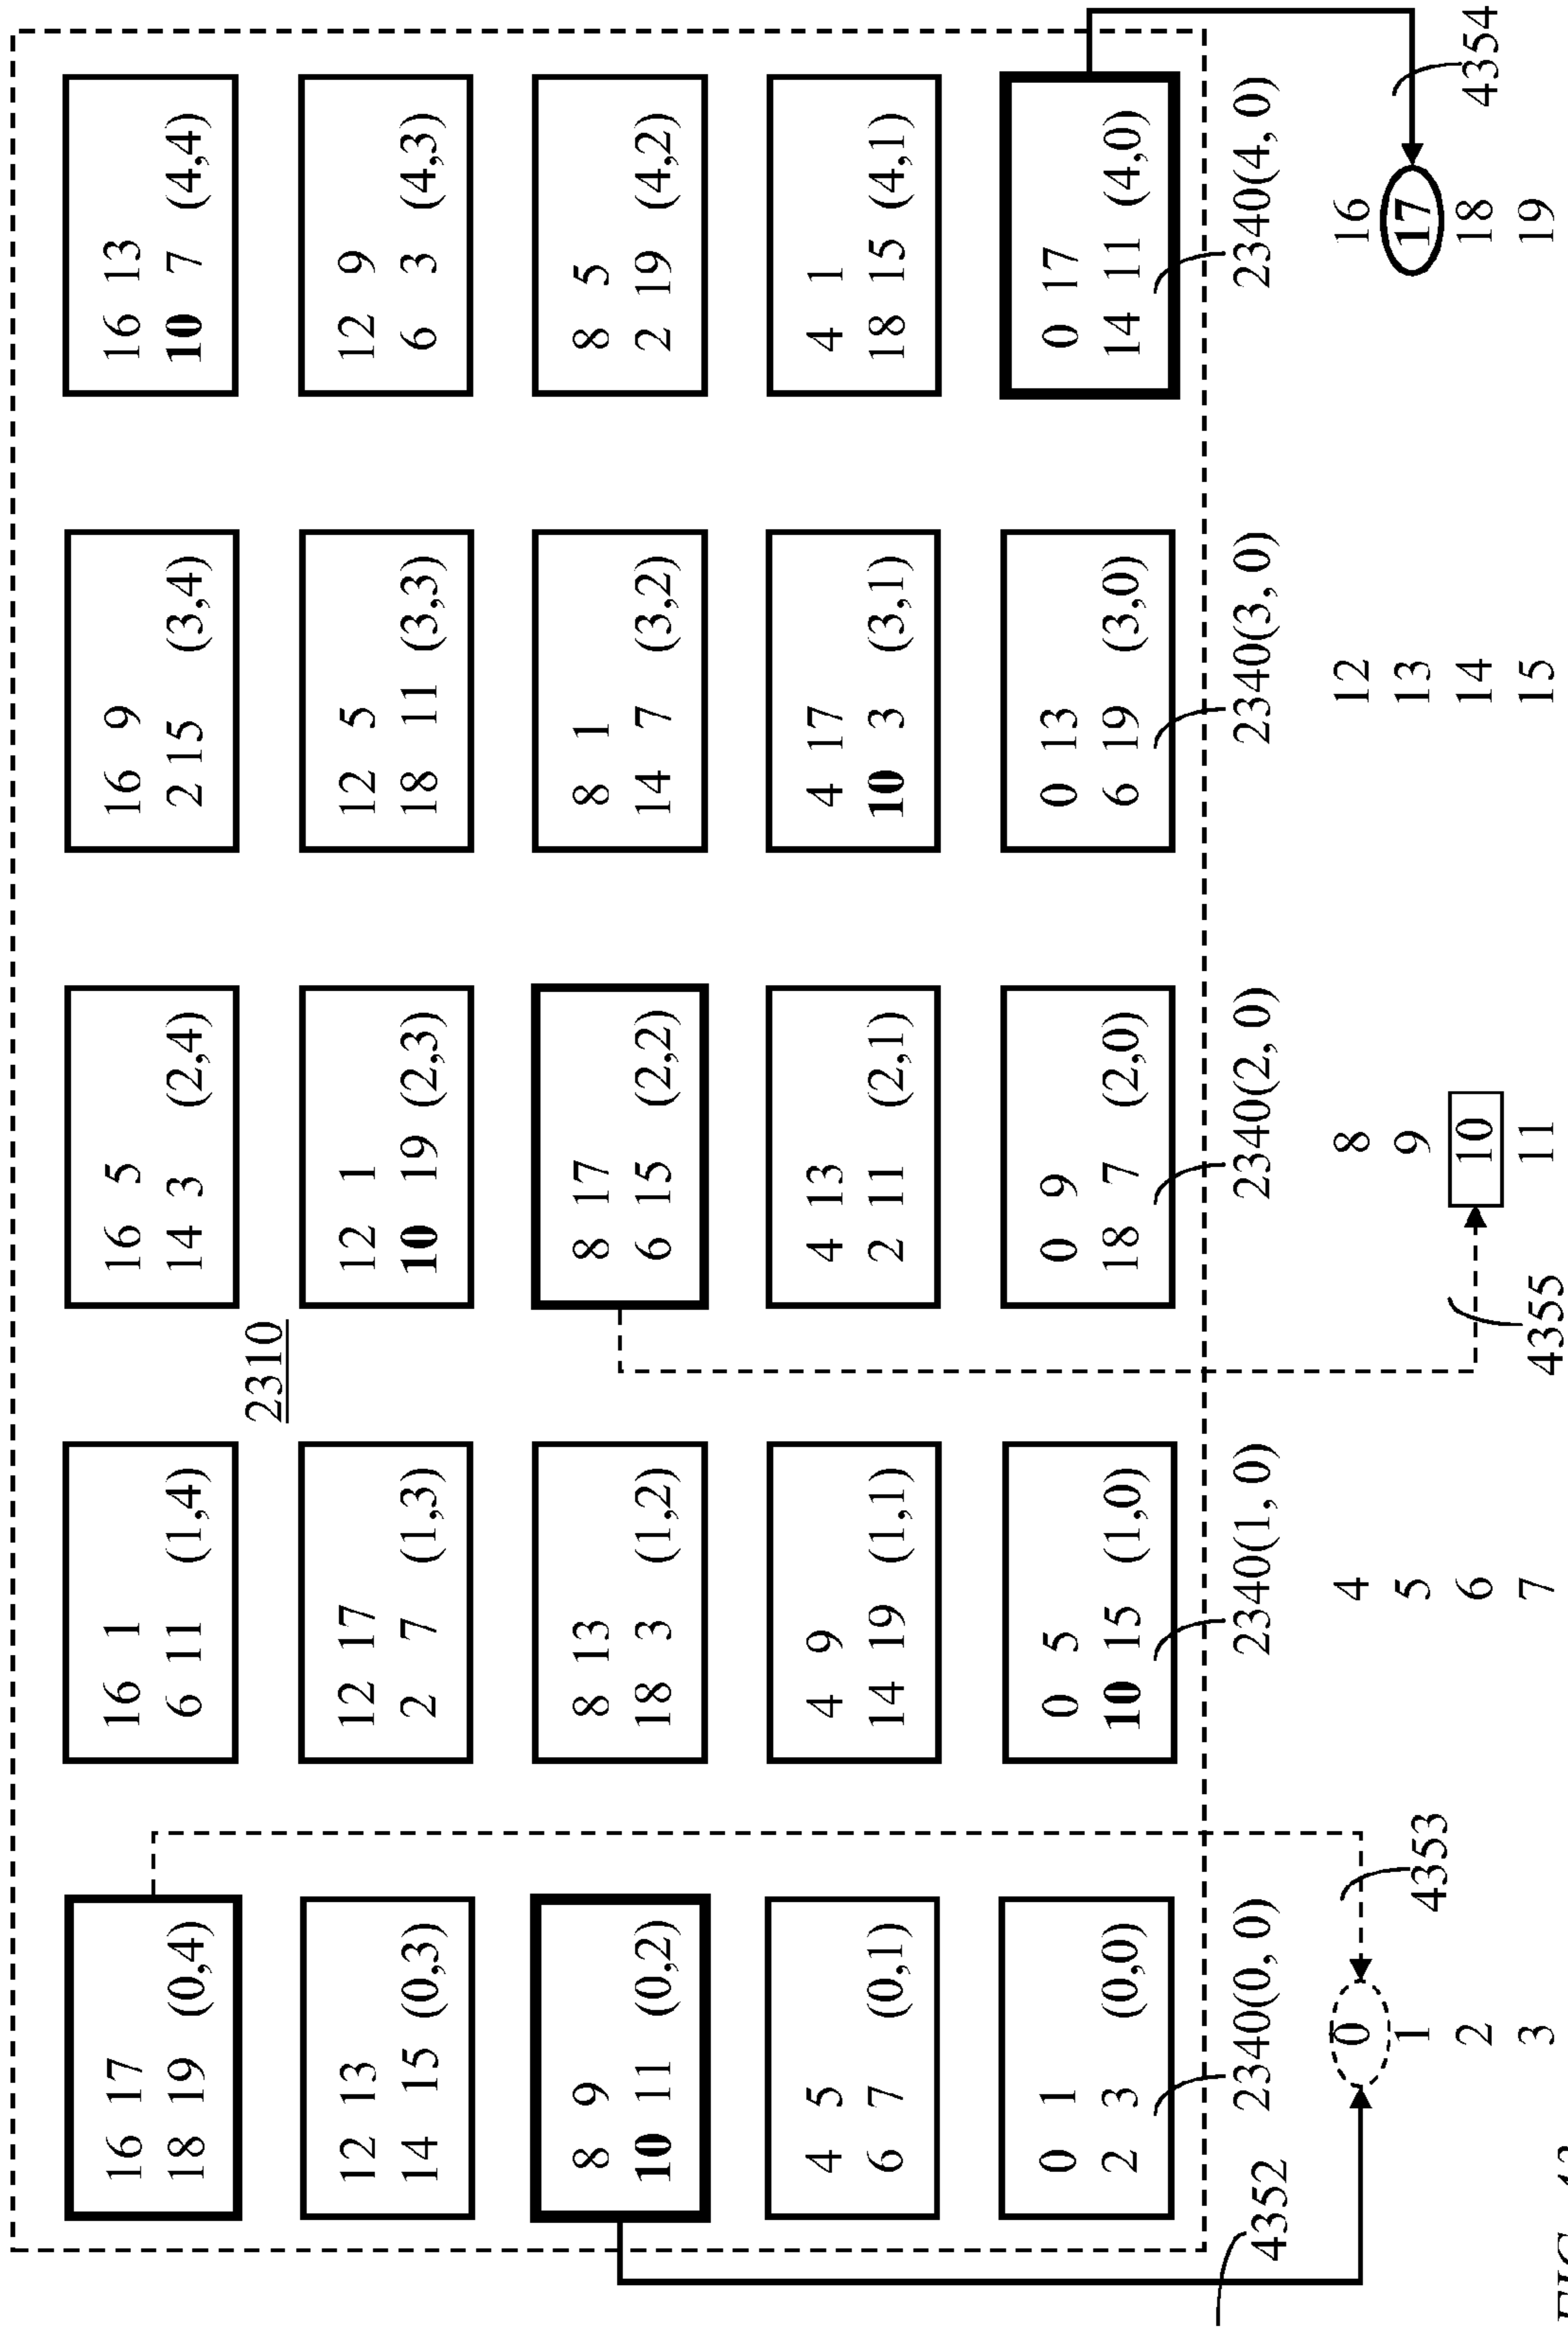 16 17
18 19 (0,4)
16 1
6 11 (1,4)
16 5
14 3 (2,4)
16 9
2 15 (3,4)
16 13
10 7 (4,4)
2310
12 13
14 15 (0,3)
12 17
2 7 (1,3)
12 1
10 19 (2,3)
12 5
18 11 (3,3)
12 9
6 3 (4,3)
8 9
10 11 (0,2)
8 13
18 3 (1,2)
8 17
6 15 (2,2)
8 1
14 7 (3,2)
8 5
2 19 (4,2)
4 5
6 7 (0,1)
4 9
14 19 (1,1)
4 13
2 11 (2,1)
4 17
10 3 (3,1)
4 1
18 15 (4,1)
0 1
2 3 (0,0)
0 5
10 15 (1,0)
0 9
18 7 (2,0)
0 13
6 19 (3,0)
0 17
14 11 (4,0)
4352
2340(0, 0)
2340(1, 0)
2340(2, 0)
2340(3, 0)
2340(4, 0)
0
1
2
3
4353
4
5
6
7
4355
8
9
10
11
12
13
14
15
16
17
18
19
4354